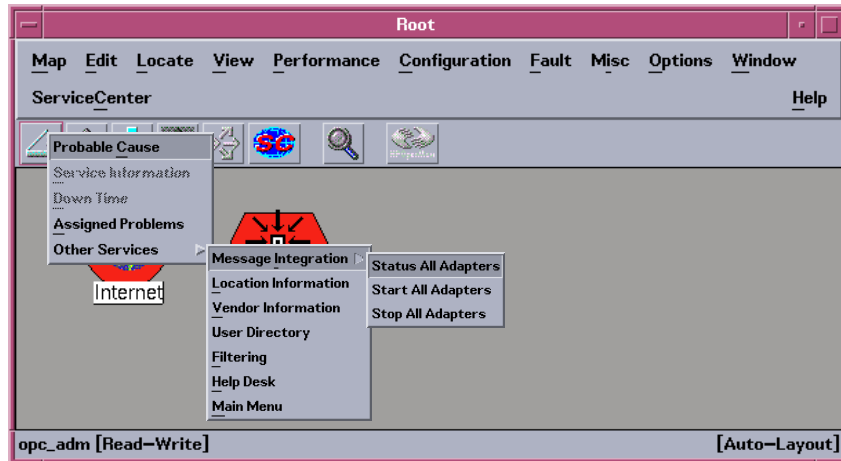 Root
Map Edit Locate View Performance Configuration Fault Misc Options Window
ServiceCenter Help
SC
Probable Cause
Service Information
Down Time
Assigned Problems
Other Services
Message Integration
Location Information
Vendor Information
User Directory
Filtering
Help Desk
Main Menu
Status All Adapters
Start All Adapters
Stop All Adapters
Internet
opc_adm [Read-Write] [Auto-Layout]